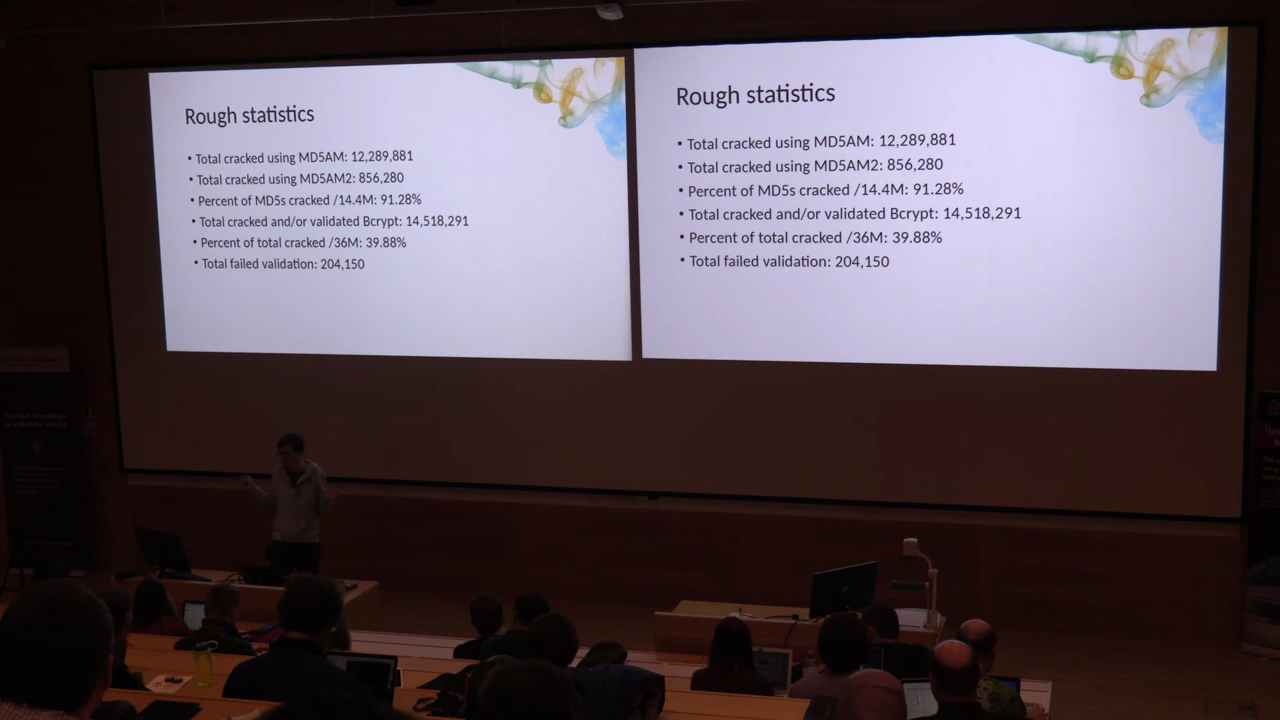 Rough statistics
• Total cracked using MD5AM: 12,289,881
• Total cracked using MD5AM2: 856,280
• Percent of MD5s cracked /14.4M: 91.28%
• Total cracked and/or validated Bcrypt: 14,518,291
• Percent of total cracked /36M: 39.88%
• Total failed validation: 204,150
Rough statistics
• Total cracked using MD5AM: 12,289,881
• Total cracked using MD5AM2: 856,280
• Percent of MD5s cracked /14.4M: 91.28%
• Total cracked and/or validated Bcrypt: 14,518,291
• Percent of total cracked /36M: 39.88%
• Total failed validation: 204,150